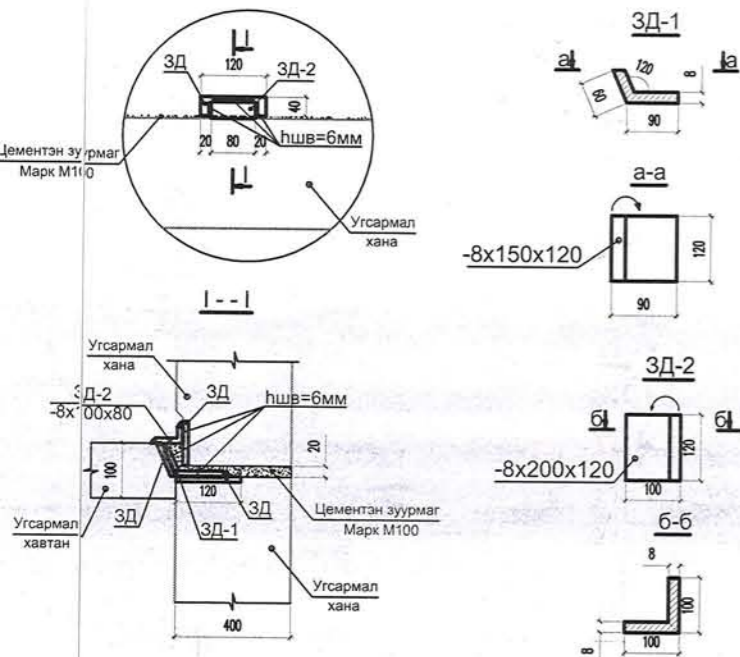 I
120
ЗД
ЗД-2
40
20
80
20
hшв=6мм
Цементэн зуурмаг
Марк М100
I
Угсармал
хана
I--I
Угсармал
хана
ЗД-2
ЗД
hшв=6мм
20
100
120
Угсармал
хавтан
ЗД
ЗД-1
ЗД
Цементэн зуурмаг
Марк М100
Угсармал
хана
400
ЗД-1
а
а
120
8
60
90
а-а
-8х150х120
120
90
ЗД-2
б
б
120
-8х200х120
100
б-б
8
100
100
8